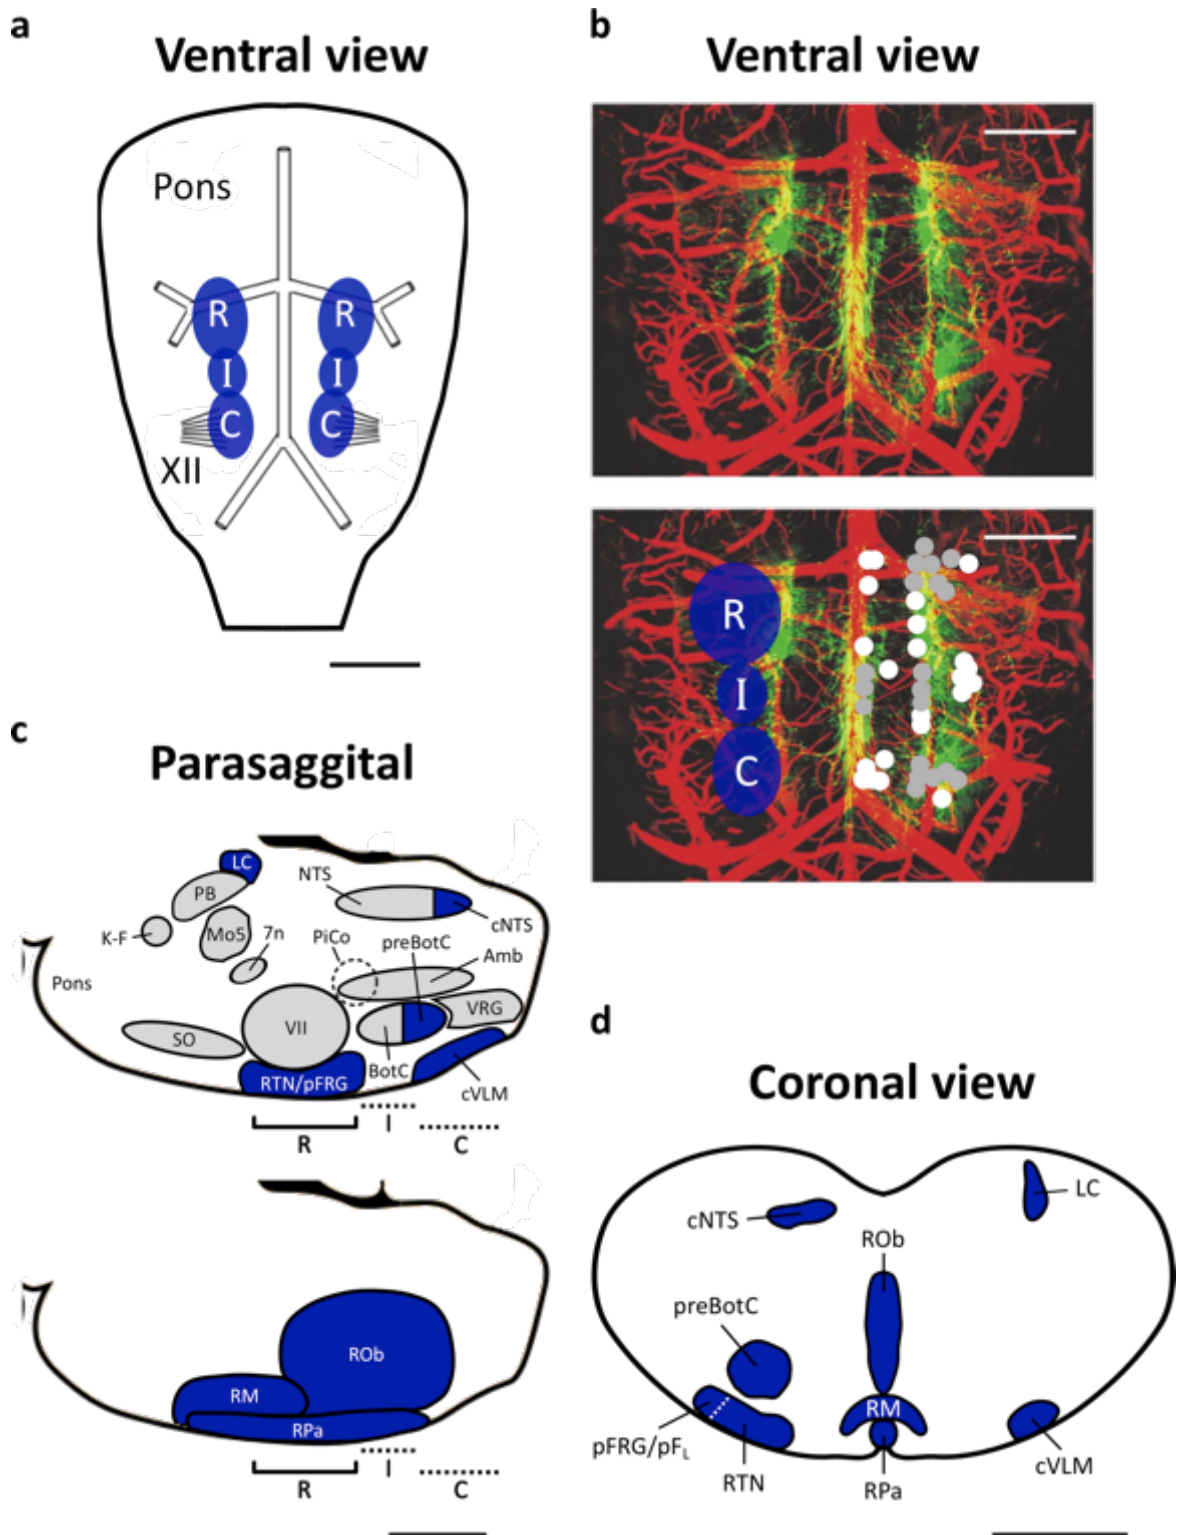 a
Ventral view
Pons
R R
I I
C C
XII
b
Ventral view
R
I
C
c
Parasaggital
LC
PB
NTS
cNTS
K-F
Mo5
7n
PiCo
preBotC
Amb
Pons
VRG
SO
VII
BotC
RTN/pFRG
cVLM
R
I
C
ROb
RM
RPa
R
I
C
d
Coronal view
cNTS
LC
ROb
preBotC
RM
pFRG/pFL
RTN
RPa
cVLM